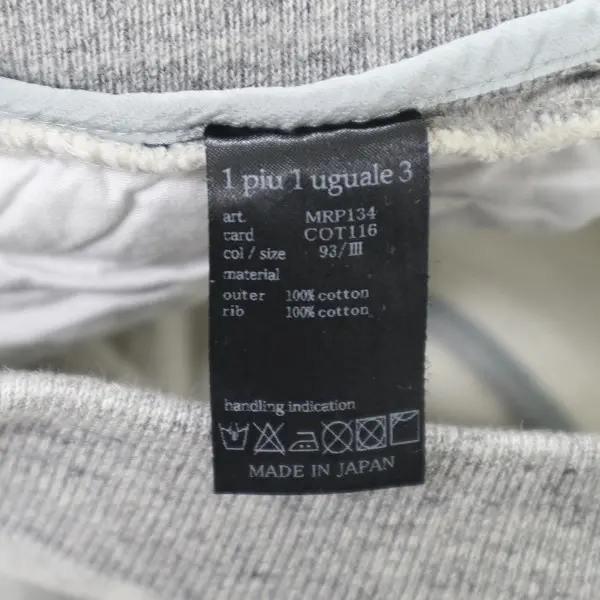 1 piu 1 uguale 3
art. MRP134
card COT116
col / size 93/III
material
outer 100% cotton
rib 100% cotton
handling indication
MADE IN JAPAN